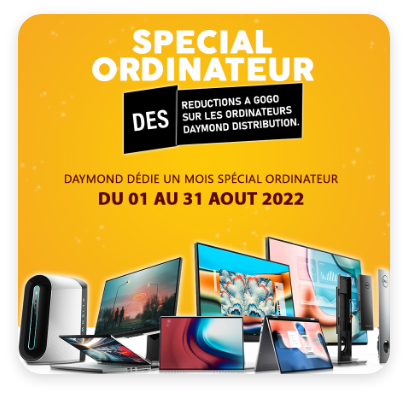 SPECIAL
ORDINATEUR
DES
REDUCTIONS A GOGO
SUR LES ORDINATEURS
DAYMOND DISTRIBUTION.
DAYMOND DÉDIE UN MOIS SPÉCIAL ORDINATEUR
DU 01 AU 31 AOUT 2022